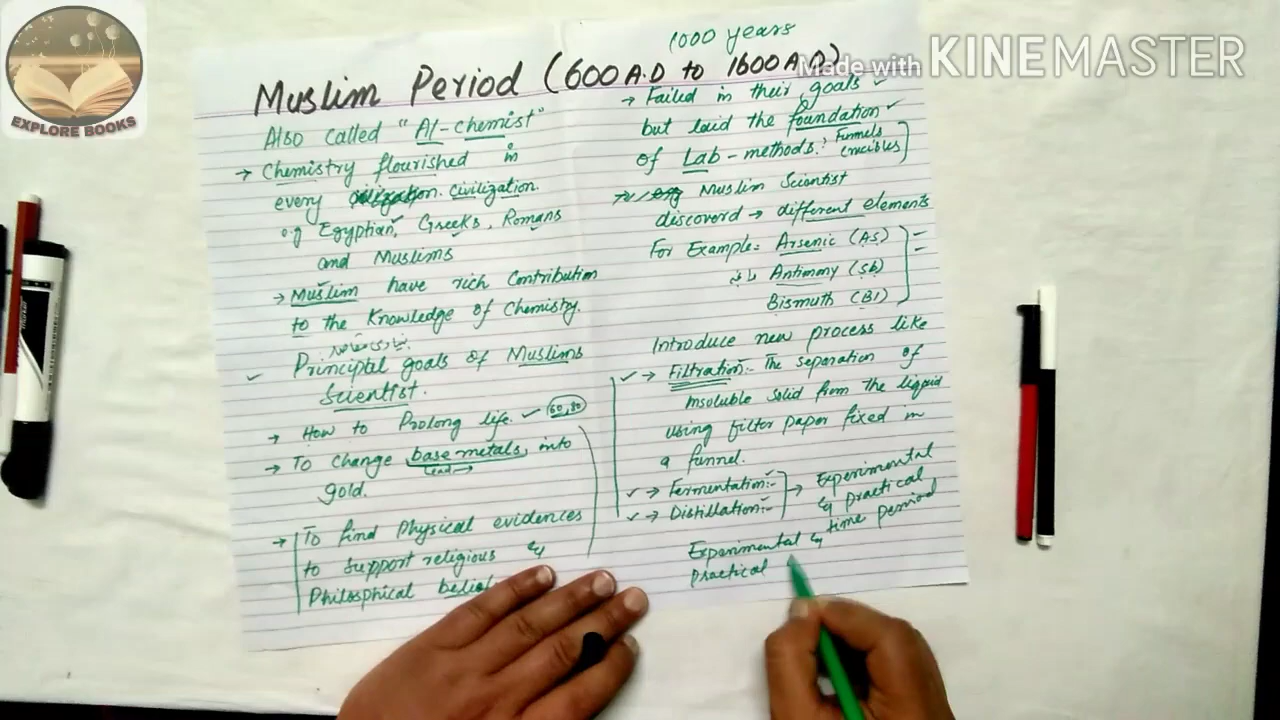 EXPLORE BOOKS
Made with KINEMASTER
1000 years
Muslim Period (600 A.D to 1600 A.D)
Also called "Al-chemist"
→ Chemistry flourished in
every civilization.
e.g Egyptian, Greeks, Romans
and Muslims
→ Muslim have rich Contribution
to the Knowledge of Chemistry.
Principtal goals of Muslims
Scientist.
→ How to Prolong life. ✓ 60,80
→ To change base metals into
Lead→
gold.
→ To find Physical evidences
to support religious &
Philosphical belief
→ Failed in their goals ✓
but laid the foundation ✓
of Lab-methods. Funnels
crucibles
Muslim Scientist
discoverd → different elements
For Example: Arsenic (AS)
Antimony (Sb)
Bismuth (BI)
Introduce new process like
✓ → Filtration:- The separation of
insoluble solid from the liquid
using filter paper fixed in
a funnel.
✓ → Fermentation:-
✓ → Distillation:-
→ Experimental
& practical
time period
Experimental &
practical